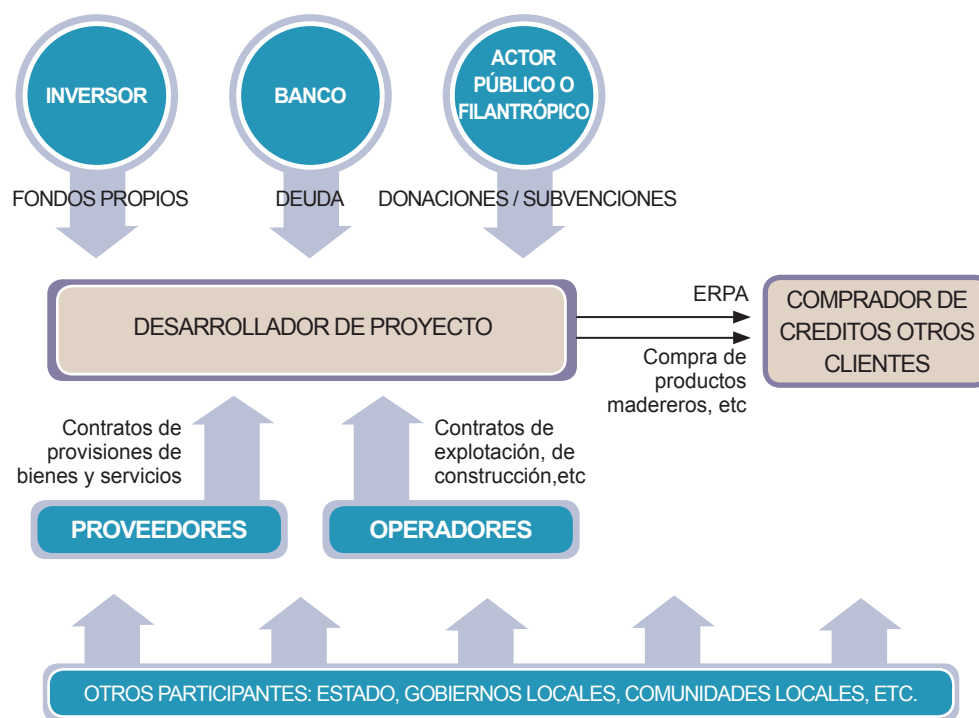 INVERSOR
BANCO
ACTOR
PÚBLICO O
FILANTRÓPICO
FONDOS PROPIOS
DEUDA
DONACIONES / SUBVENCIONES
DESARROLLADOR DE PROYECTO
ERPA
Compra de
productos
madereros, etc
COMPRADOR DE
CREDITOS OTROS
CLIENTES
Contratos de
provisiones de
bienes y servicios
Contratos de
explotación, de
construcción,etc
PROVEEDORES
OPERADORES
OTROS PARTICIPANTES: ESTADO, GOBIERNOS LOCALES, COMUNIDADES LOCALES, ETC.